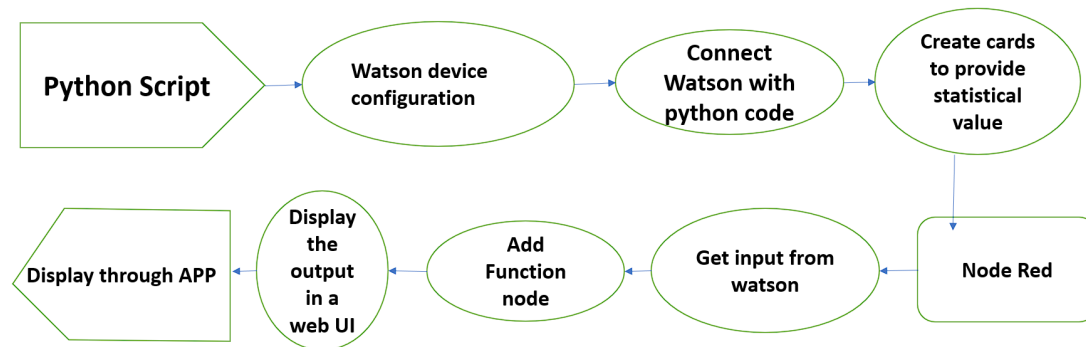 Python Script
Watson device
configuration
Connect
Watson with
python code
Create cards
to provide
statistical
value
Node Red
Get input from
watson
Add
Function
node
Display
the
output
in a
web UI
Display through APP